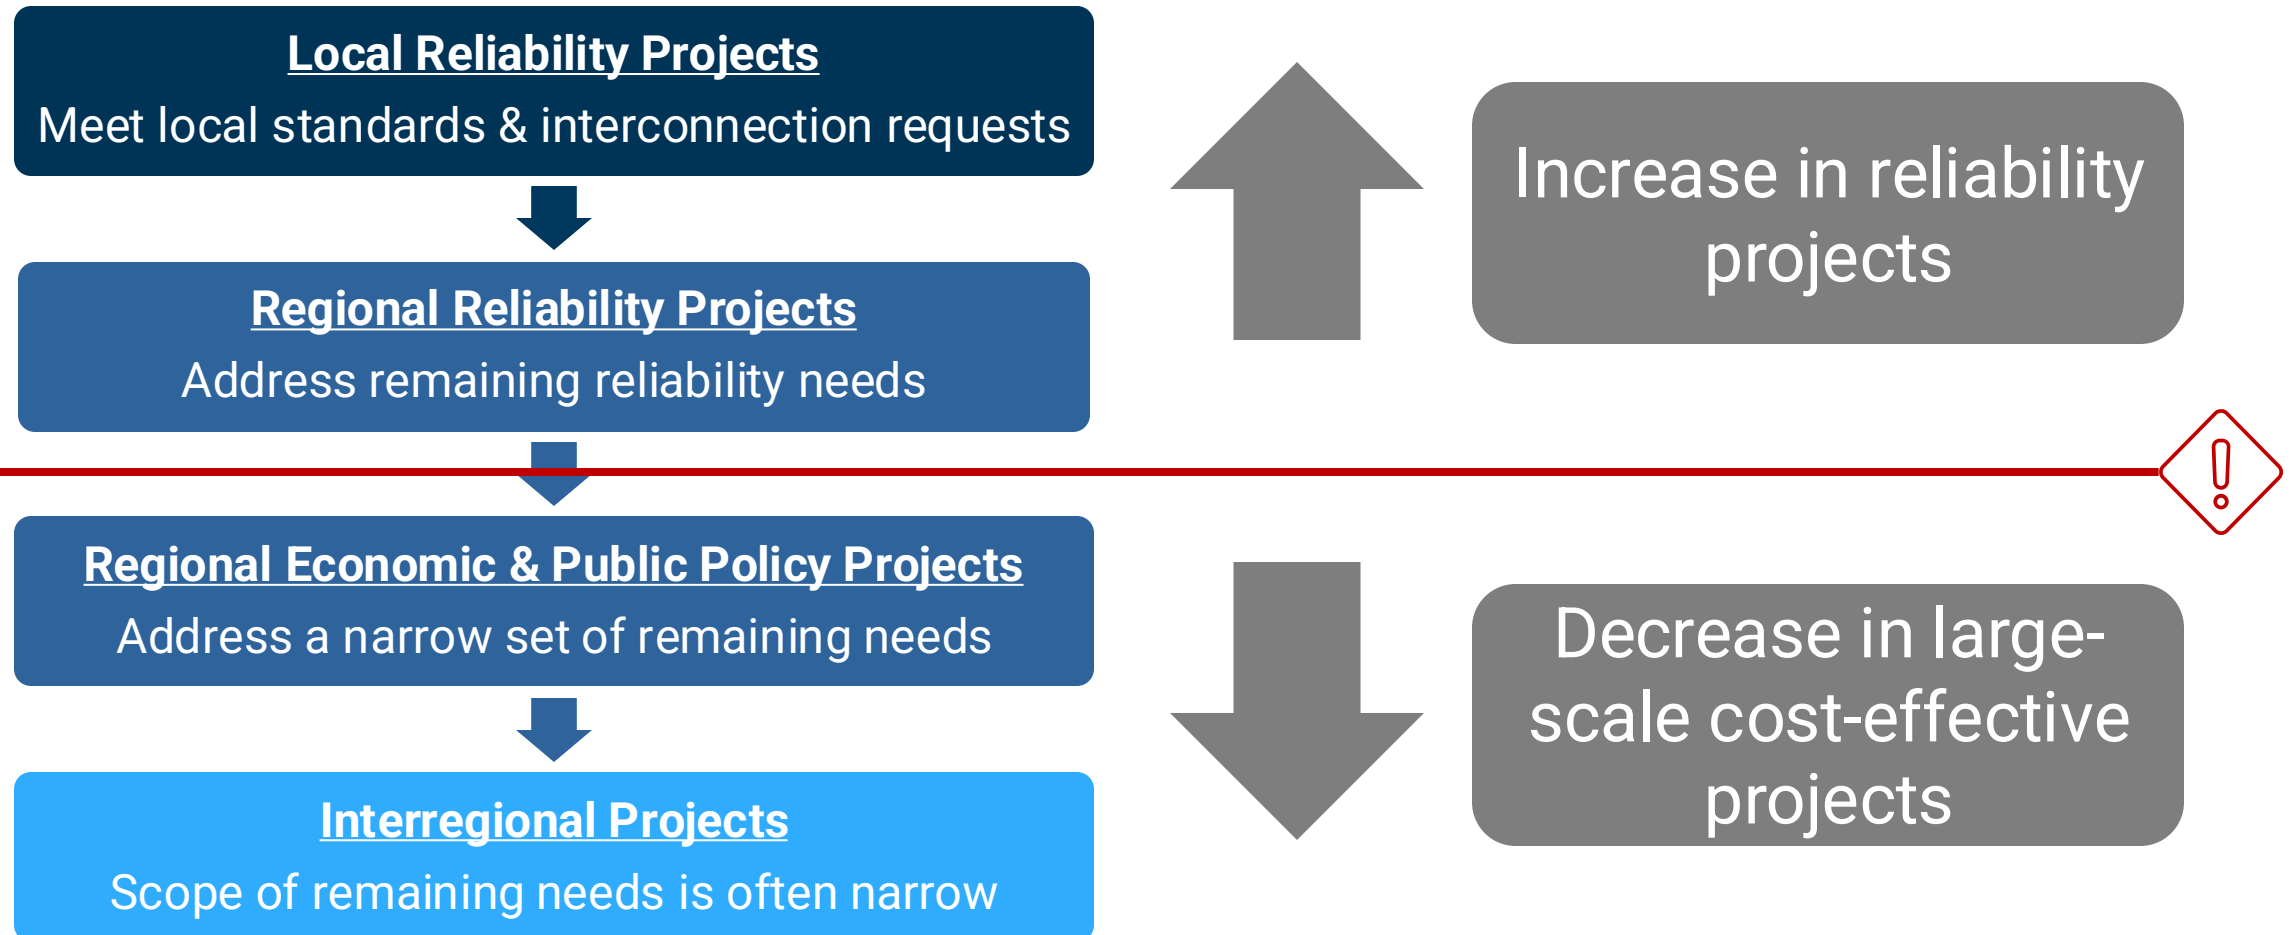 Local Reliability Projects
Meet local standards & interconnection requests
Regional Reliability Projects
Address remaining reliability needs
Regional Economic & Public Policy Projects
Address a narrow set of remaining needs
Interregional Projects
Scope of remaining needs is often narrow
Increase in reliability
projects
!
Decrease in large-
scale cost-effective
projects